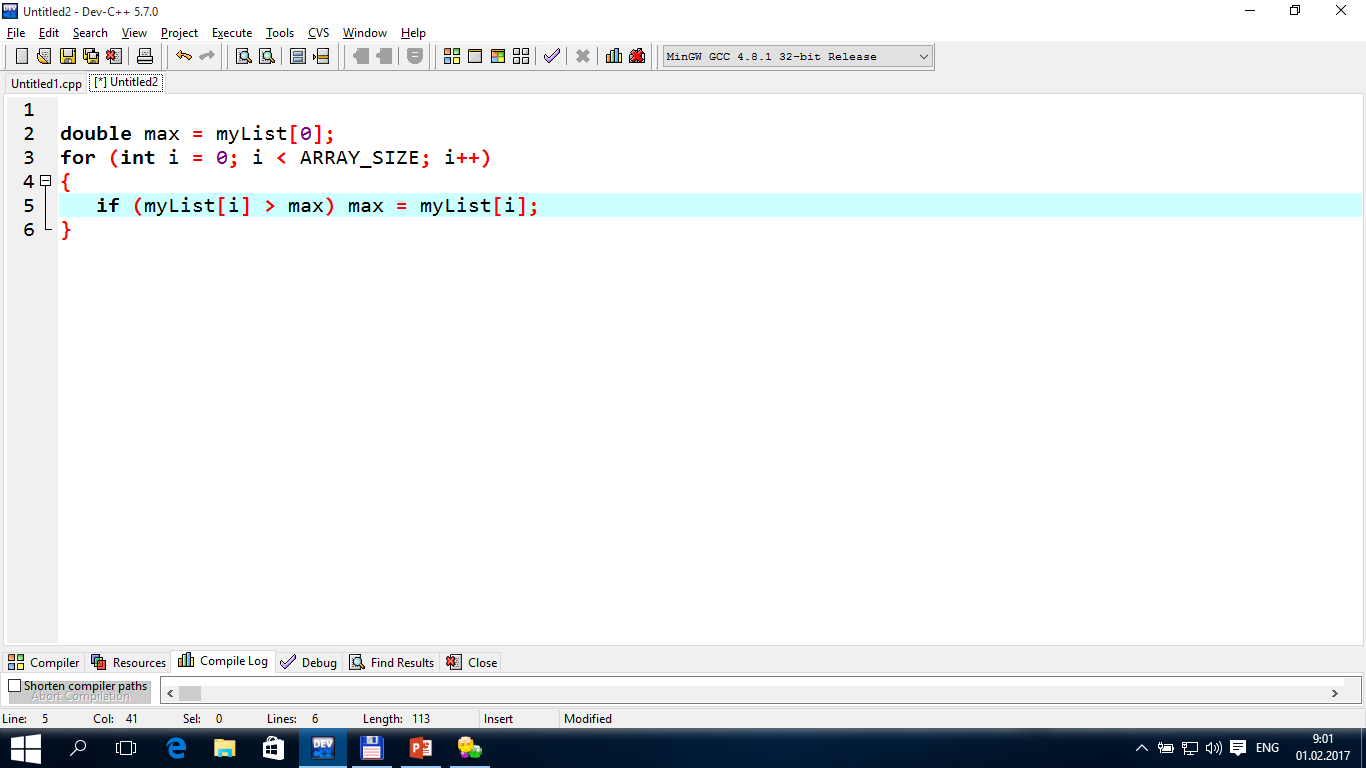 Untitled2 - Dev-C++ 5.7.0
File Edit Search View Project Execute Tools CVS Window Help
MinGW GCC 4.8.1 32-bit Release
Untitled1.cpp [*] Untitled2
1
2 double max = myList[0];
3 for (int i = 0; i < ARRAY_SIZE; i++)
4 {
5    if (myList[i] > max) max = myList[i];
6 }
Compiler Resources Compile Log Debug Find Results Close
Shorten compiler paths
Abort Compilation
Line: 5 Col: 41 Sel: 0 Lines: 6 Length: 113 Insert Modified
DEV C++ P ENG 9:01
01.02.2017